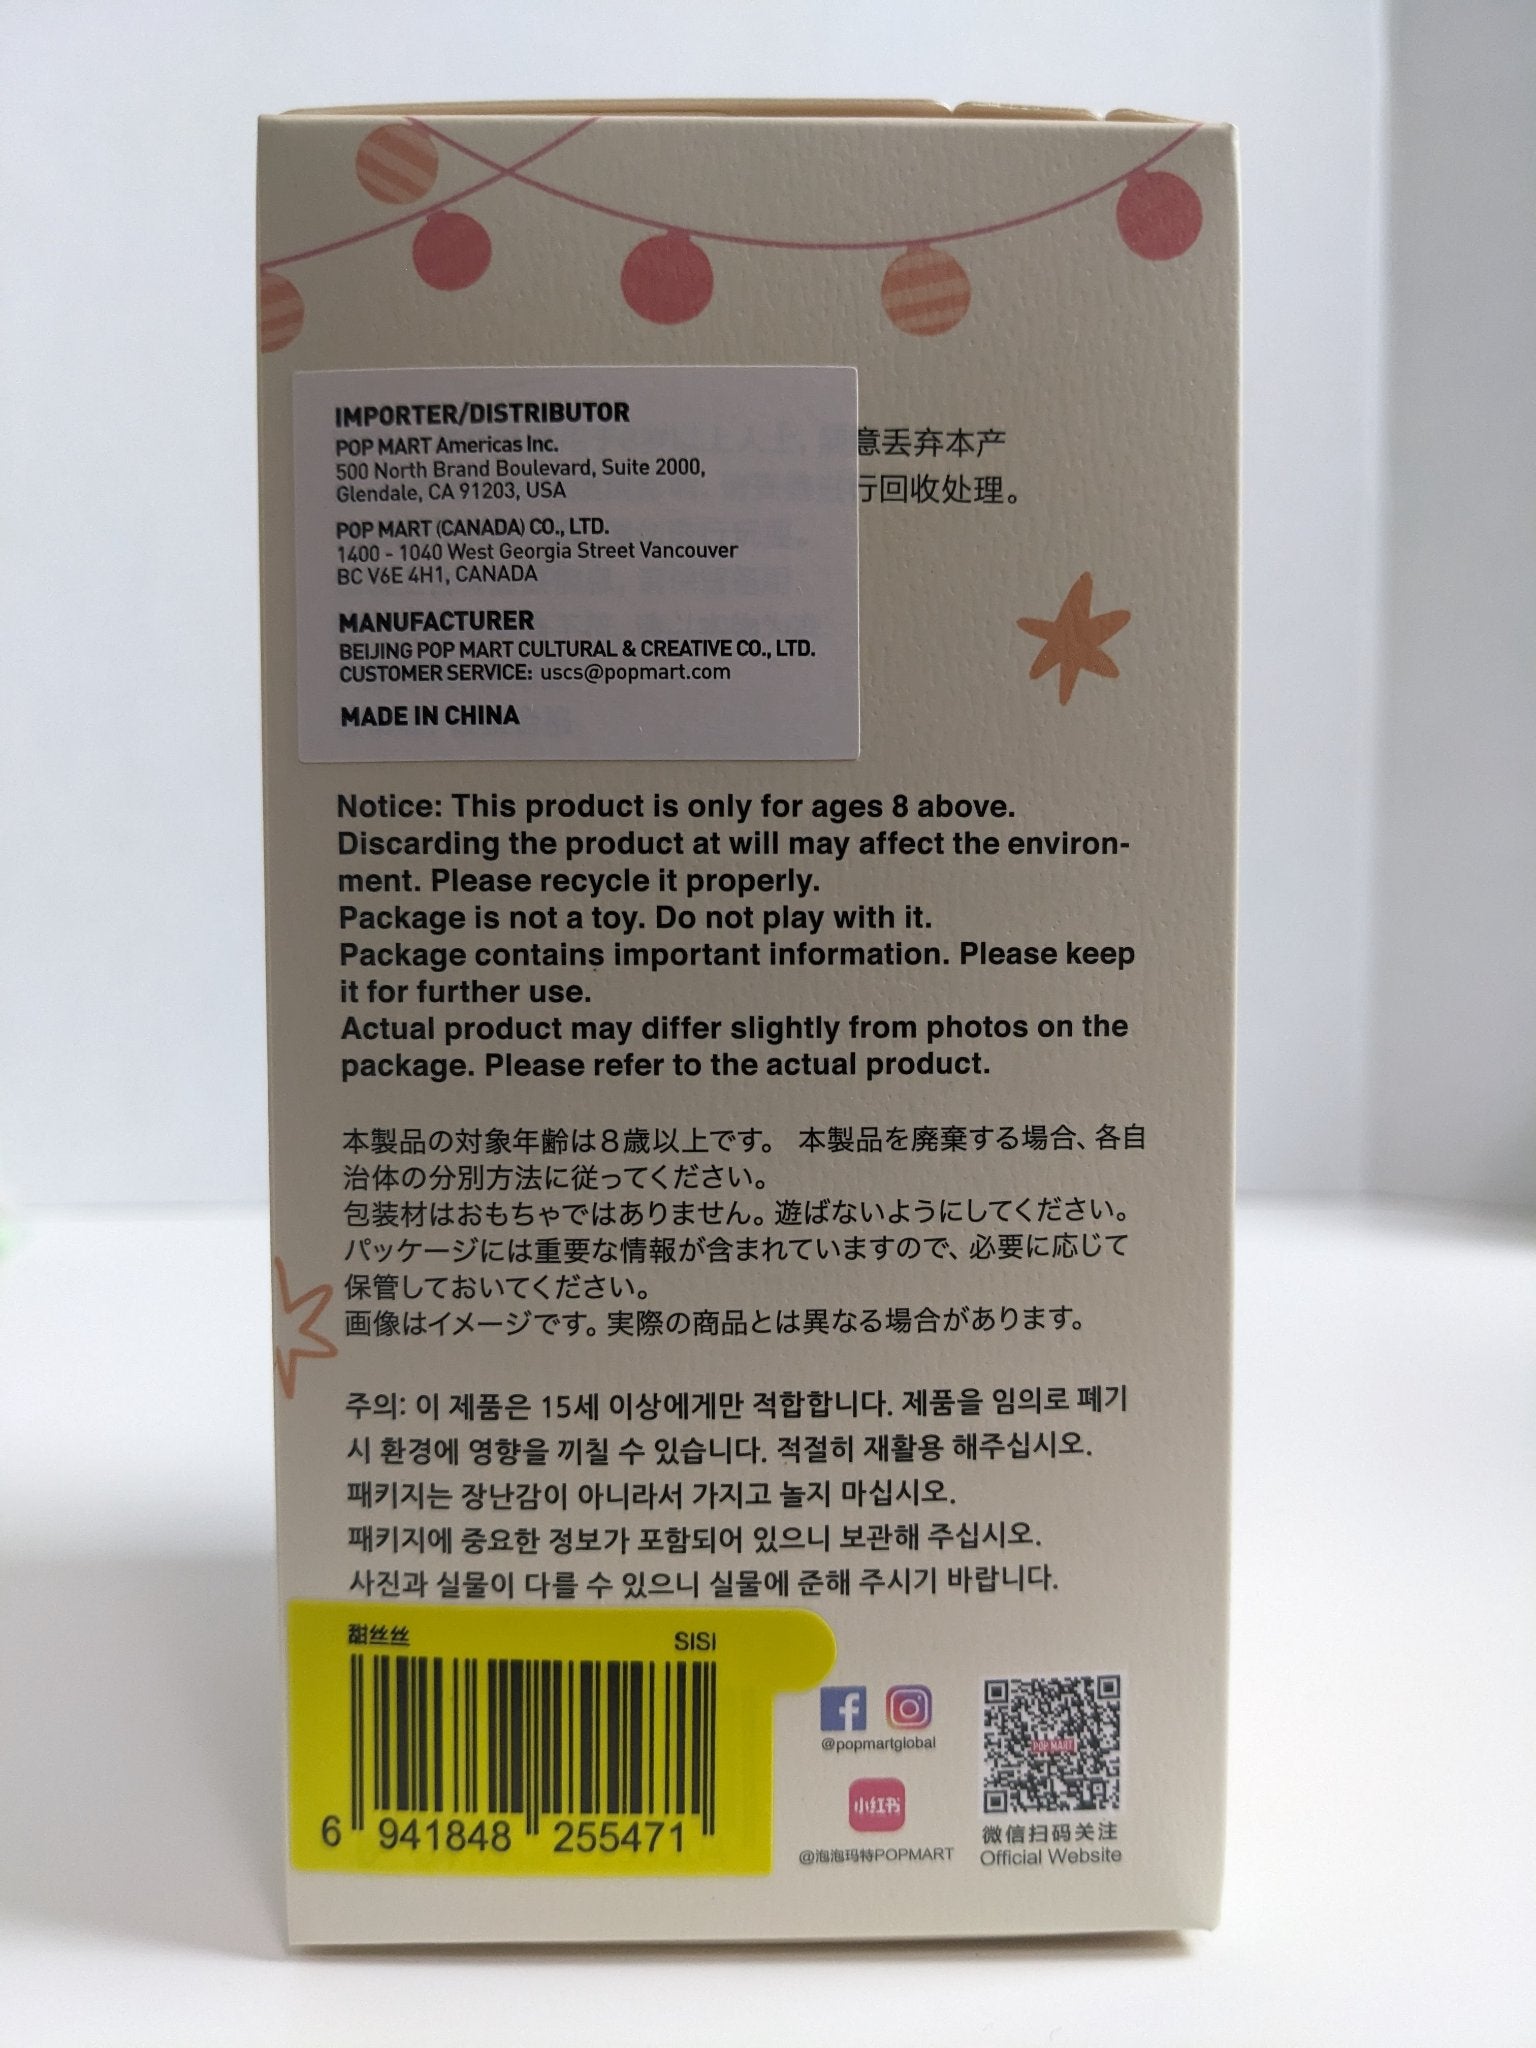 IMPORTER/DISTRIBUTOR
POP MART Americas Inc.
500 North Brand Boulevard, Suite 2000,
Glendale, CA 91203, USA
POP MART (CANADA) CO., LTD.
1400 - 1040 West Georgia Street Vancouver
BC V6E 4H1, CANADA
MANUFACTURER
BEIJING POP MART CULTURAL & CREATIVE CO., LTD.
CUSTOMER SERVICE: uscs@popmart.com
MADE IN CHINA
意丢弃本产
行回收处理。
Notice: This product is only for ages 8 above.
Discarding the product at will may affect the environ-
ment. Please recycle it properly.
Package is not a toy. Do not play with it.
Package contains important information. Please keep
it for further use.
Actual product may differ slightly from photos on the
package. Please refer to the actual product.
本製品の対象年齢は8歳以上です。 本製品を廃棄する場合、各自
治体の分別方法に従ってください。
包装材はおもちゃではありません。遊ばないようにしてください。
パッケージには重要な情報が含まれていますので、必要に応じて
保管しておいてください。
画像はイメージです。実際の商品とは異なる場合があります。
주의: 이 제품은 15세 이상에게만 적합합니다. 제품을 임의로 폐기
시 환경에 영향을 끼칠 수 있습니다. 적절히 재활용 해주십시오.
패키지는 장난감이 아니라서 가지고 놀지 마십시오.
패키지에 중요한 정보가 포함되어 있으니 보관해 주십시오.
사진과 실물이 다를 수 있으니 실물에 준해 주시기 바랍니다.
甜丝丝 SISI
6 941848 255471
@popmartglobal
小红书
@泡泡玛特POPMART
POP MART
微信扫码关注
Official Website